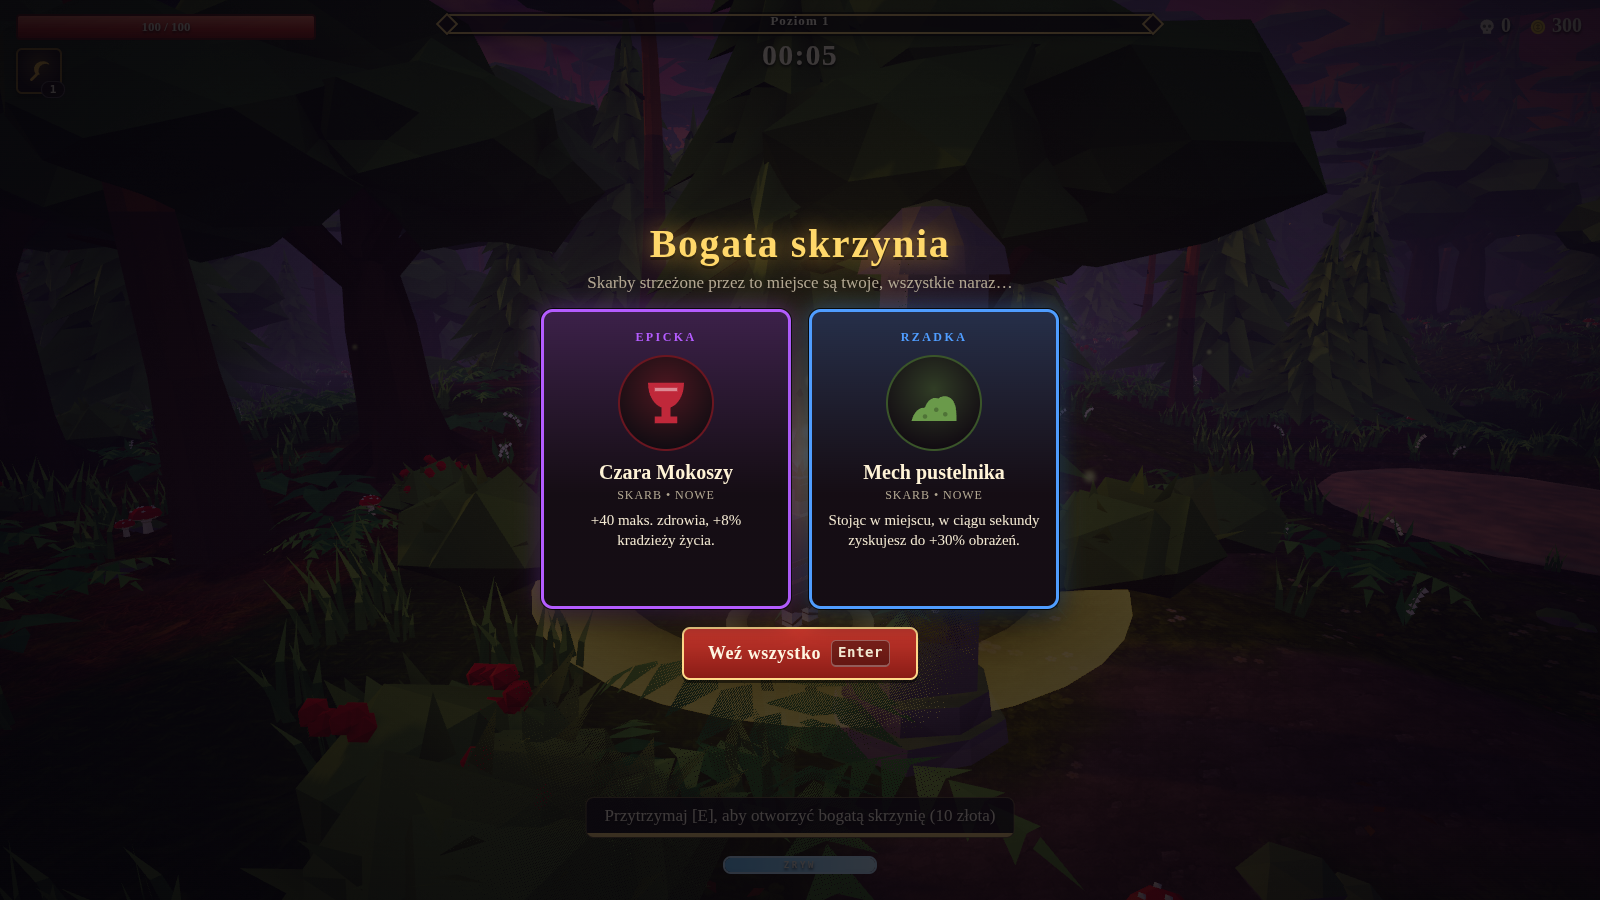 100 / 100
Poziom 1
0
300
00:05
1
Bogata skrzynia
Skarby strzeżone przez to miejsce są twoje, wszystkie naraz…
EPICKA
Czara Mokoszy
SKARB • NOWE
+40 maks. zdrowia, +8%
kradzieży życia.
RZADKA
Mech pustelnika
SKARB • NOWE
Stojąc w miejscu, w ciągu sekundy
zyskujesz do +30% obrażeń.
Weź wszystko Enter
Przytrzymaj [E], aby otworzyć bogatą skrzynię (10 złota)